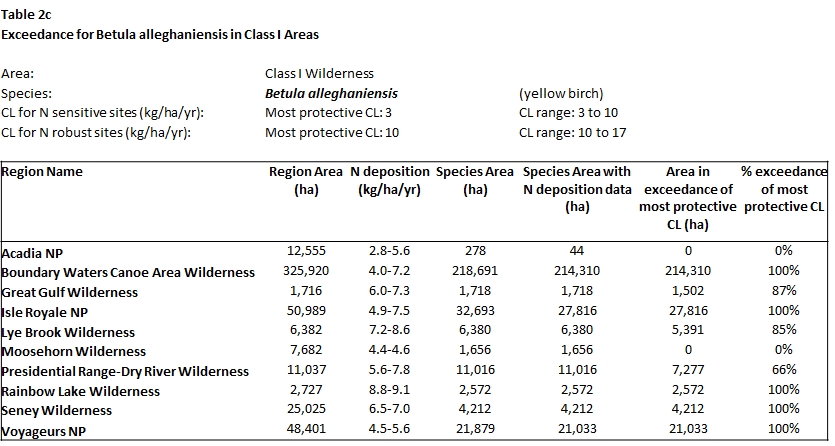 Table 2c
Exceedance for Betula alleghaniensis in Class I Areas
Area: Class I Wilderness
Species: Betula alleghaniensis (yellow birch)
CL for N sensitive sites (kg/ha/yr): Most protective CL: 3 CL range: 3 to 10
CL for N robust sites (kg/ha/yr): Most protective CL: 10 CL range: 10 to 17
Region Name Region Area N deposition Species Area Species Area with Area in % exceedance
(ha) (kg/ha/yr) (ha) N deposition data exceedance of of most
(ha) most protective protective CL
CL (ha)
Acadia NP 12,555 2.8-5.6 278 44 0 0%
Boundary Waters Canoe Area Wilderness 325,920 4.0-7.2 218,691 214,310 214,310 100%
Great Gulf Wilderness 1,716 6.0-7.3 1,718 1,718 1,502 87%
Isle Royale NP 50,989 4.9-7.5 32,693 27,816 27,816 100%
Lye Brook Wilderness 6,382 7.2-8.6 6,380 6,380 5,391 85%
Moosehorn Wilderness 7,682 4.4-4.6 1,656 1,656 0 0%
Presidential Range-Dry River Wilderness 11,037 5.6-7.8 11,016 11,016 7,277 66%
Rainbow Lake Wilderness 2,727 8.8-9.1 2,572 2,572 2,572 100%
Seney Wilderness 25,025 6.5-7.0 4,212 4,212 4,212 100%
Voyageurs NP 48,401 4.5-5.6 21,879 21,033 21,033 100%